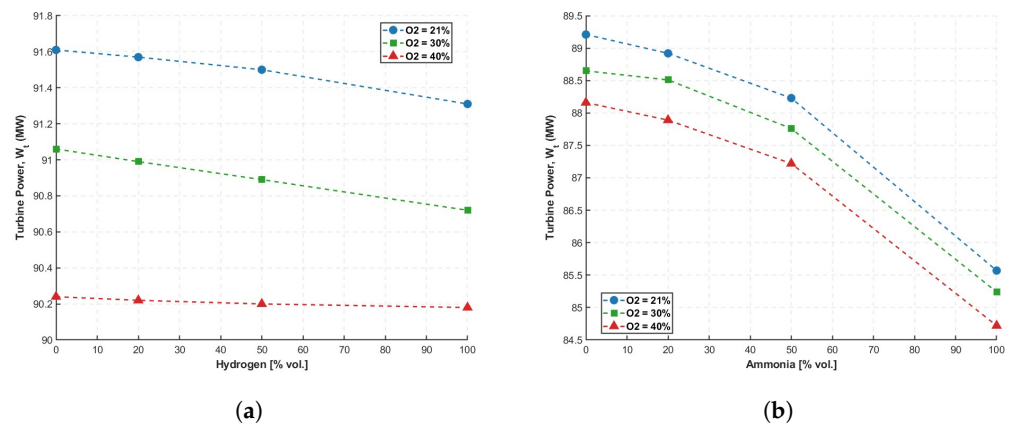 91.8
91.6
91.4
91.2
91
90.8
90.6
90.4
90.2
90
Turbine Power, W_t (MW)
O2 = 21%
O2 = 30%
O2 = 40%
0 10 20 30 40 50 60 70 80 90 100
Hydrogen [% vol.]
(a)
89.5
89
88.5
88
87.5
87
86.5
86
85.5
85
84.5
Turbine Power, W_t (MW)
O2 = 21%
O2 = 30%
O2 = 40%
0 10 20 30 40 50 60 70 80 90 100
Ammonia [% vol.]
(b)